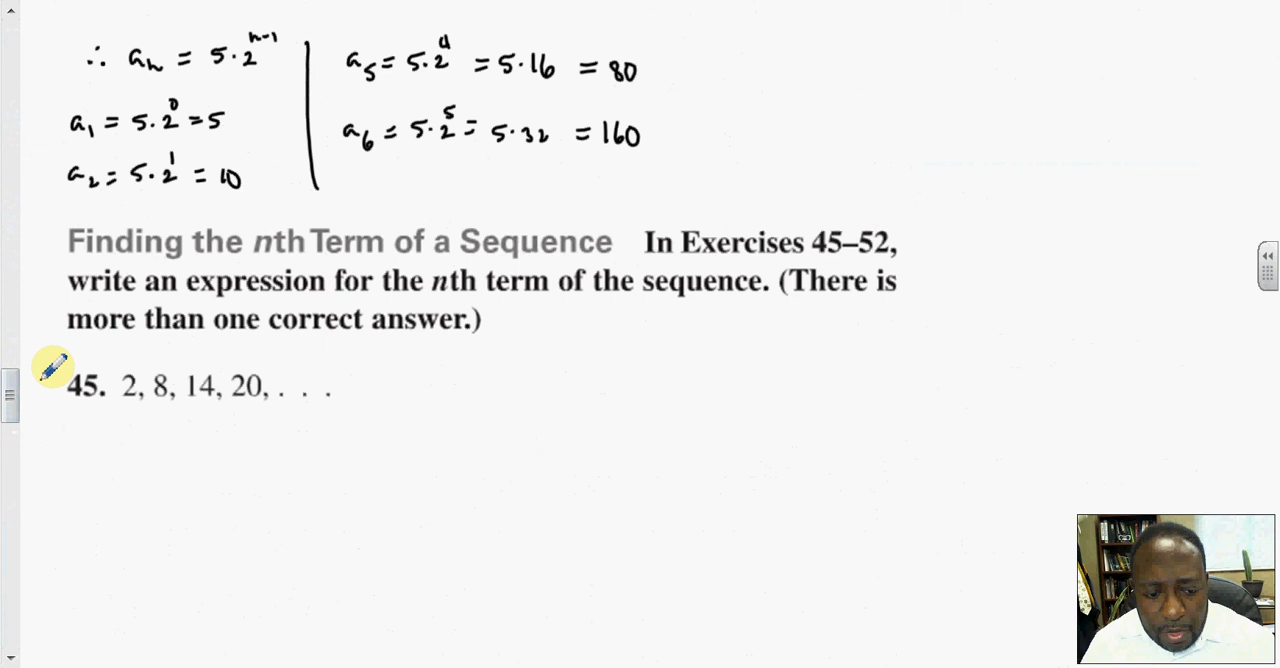 ∴ aₙ = 5·2ⁿ⁻¹
a₁ = 5·2⁰ = 5
a₂ = 5·2¹ = 10
a₅ = 5·2⁴ = 5·16 = 80
a₆ = 5·2⁵ = 5·32 = 160
Finding the nth Term of a Sequence In Exercises 45–52,
write an expression for the nth term of the sequence. (There is
more than one correct answer.)
45. 2, 8, 14, 20, . . .